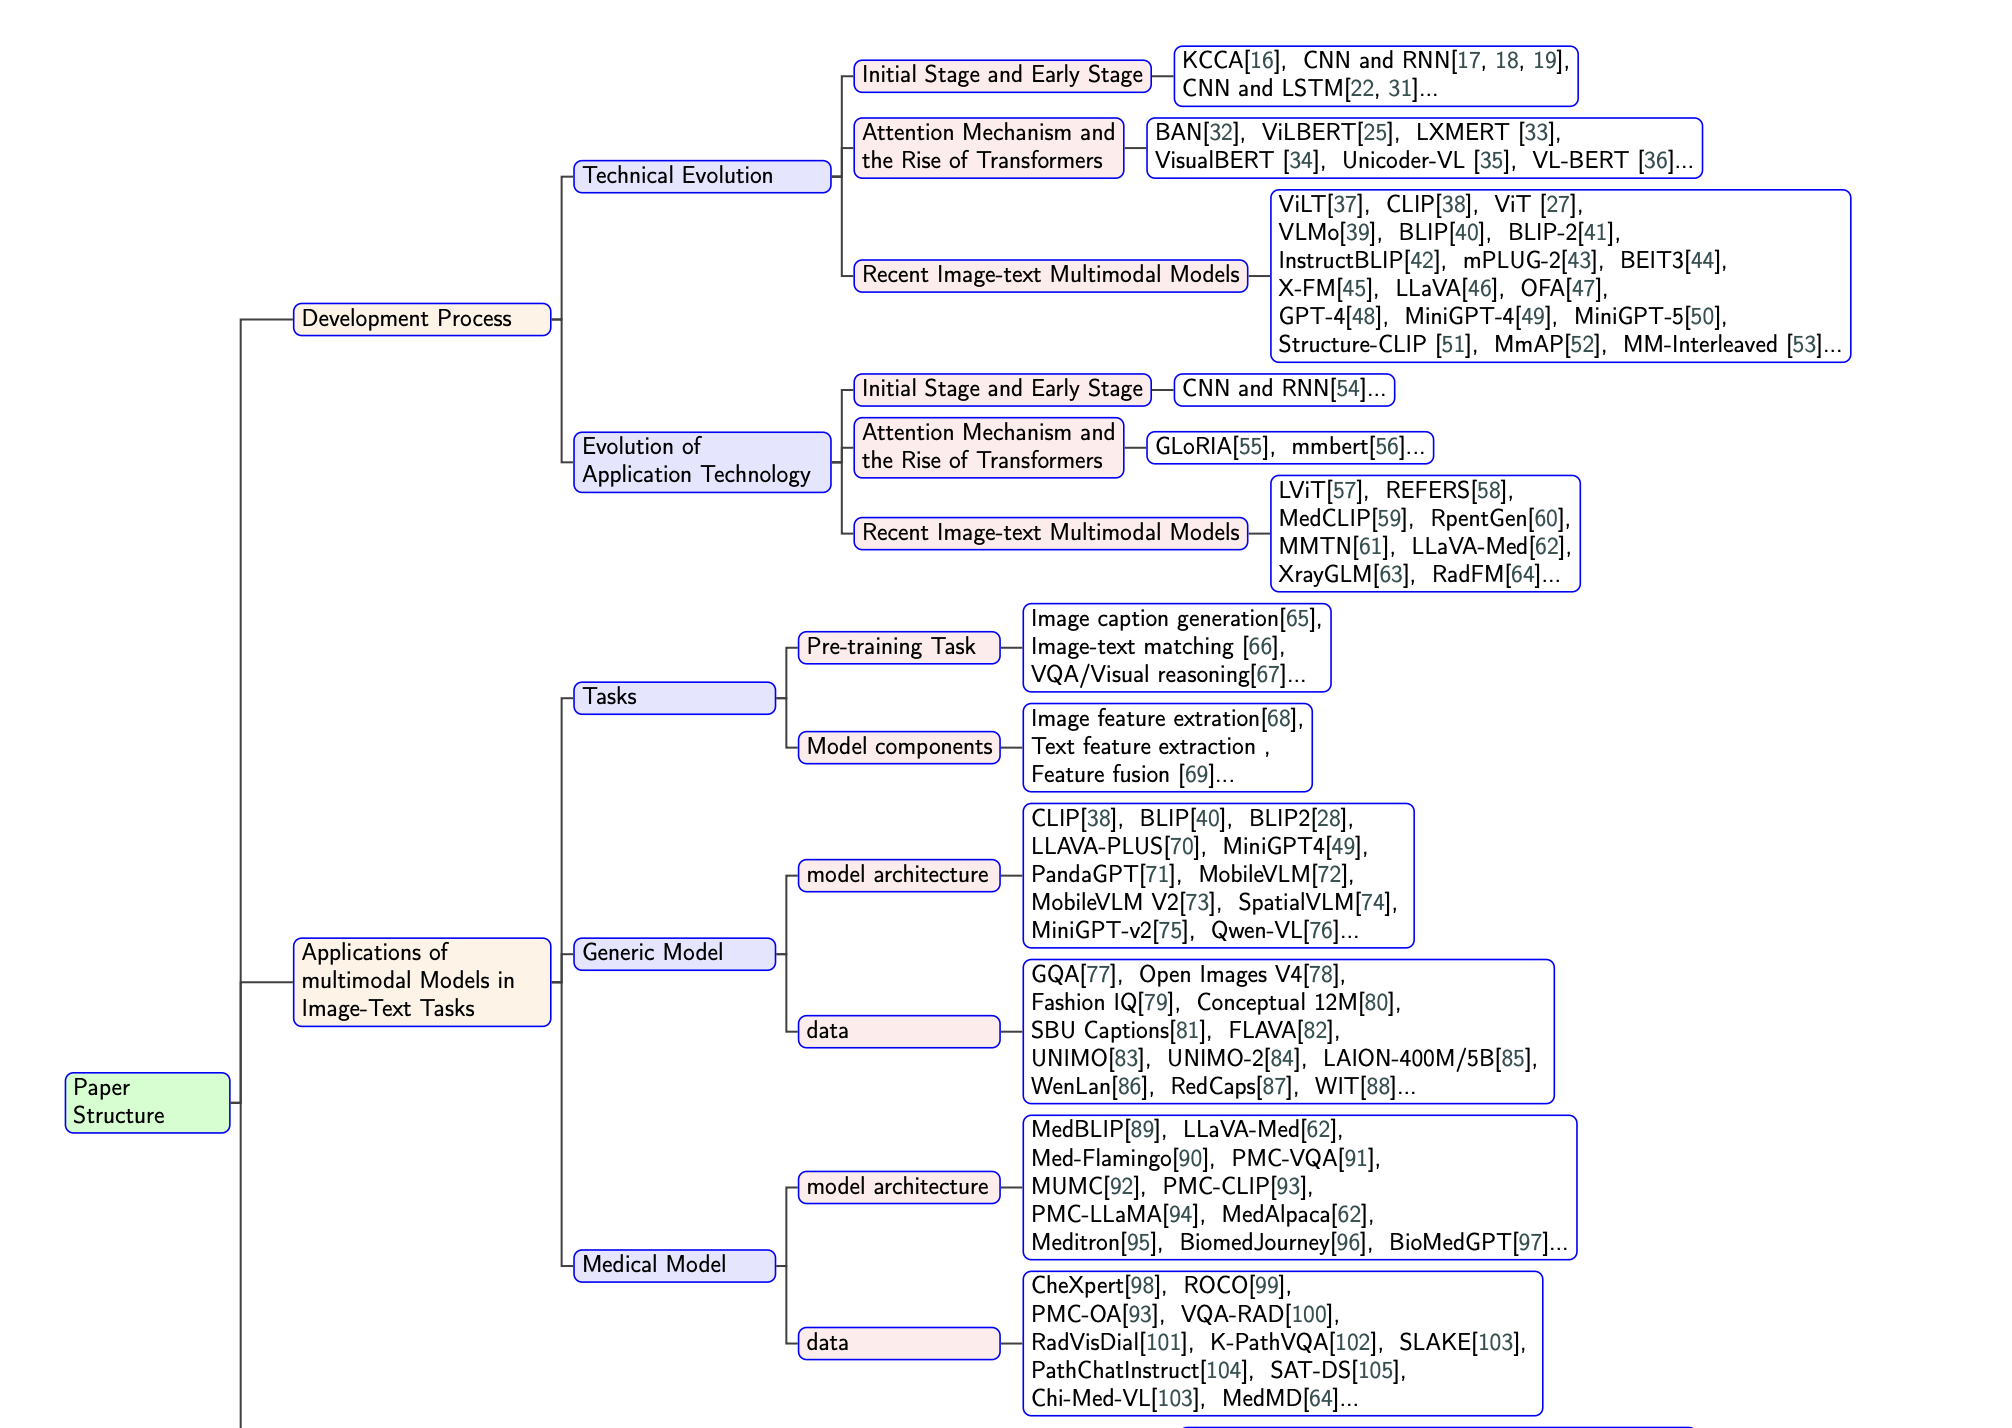 KCCA[16], CNN and RNN[17, 18, 19],
CNN and LSTM[22, 31]...
Initial Stage and Early Stage
Attention Mechanism and
the Rise of Transformers
BAN[32], ViLBERT[25], LXMERT [33],
VisualBERT [34], Unicoder-VL [35], VL-BERT [36]...
Technical Evolution
ViLT[37], CLIP[38], ViT [27],
VLMo[39], BLIP[40], BLIP-2[41],
InstructBLIP[42], mPLUG-2[43], BEIT3[44],
X-FM[45], LLaVA[46], OFA[47],
GPT-4[48], MiniGPT-4[49], MiniGPT-5[50],
Structure-CLIP [51], MmAP[52], MM-Interleaved [53]...
Recent Image-text Multimodal Models
Development Process
Initial Stage and Early Stage
CNN and RNN[54]...
Attention Mechanism and
the Rise of Transformers
GLoRIA[55], mmbert[56]...
Evolution of
Application Technology
LViT[57], REFERS[58],
MedCLIP[59], RpentGen[60],
MMTN[61], LLaVA-Med[62],
XrayGLM[63], RadFM[64]...
Recent Image-text Multimodal Models
Image caption generation[65],
Image-text matching [66],
VQA/Visual reasoning[67]...
Pre-training Task
Tasks
Image feature extration[68],
Text feature extraction ,
Feature fusion [69]...
Model components
CLIP[38], BLIP[40], BLIP2[28],
LLAVA-PLUS[70], MiniGPT4[49],
PandaGPT[71], MobileVLM[72],
MobileVLM V2[73], SpatialVLM[74],
MiniGPT-v2[75], Qwen-VL[76]...
model architecture
Applications of
multimodal Models in
Image-Text Tasks
Generic Model
GQA[77], Open Images V4[78],
Fashion IQ[79], Conceptual 12M[80],
SBU Captions[81], FLAVA[82],
UNIMO[83], UNIMO-2[84], LAION-400M/5B[85],
WenLan[86], RedCaps[87], WIT[88]...
data
Paper
Structure
MedBLIP[89], LLaVA-Med[62],
Med-Flamingo[90], PMC-VQA[91],
MUMC[92], PMC-CLIP[93],
PMC-LLaMA[94], MedAlpaca[62],
Meditron[95], BiomedJourney[96], BioMedGPT[97]...
model architecture
Medical Model
CheXpert[98], ROCO[99],
PMC-OA[93], VQA-RAD[100],
RadVisDial[101], K-PathVQA[102], SLAKE[103],
PathChatInstruct[104], SAT-DS[105],
Chi-Med-VL[103], MedMD[64]...
data